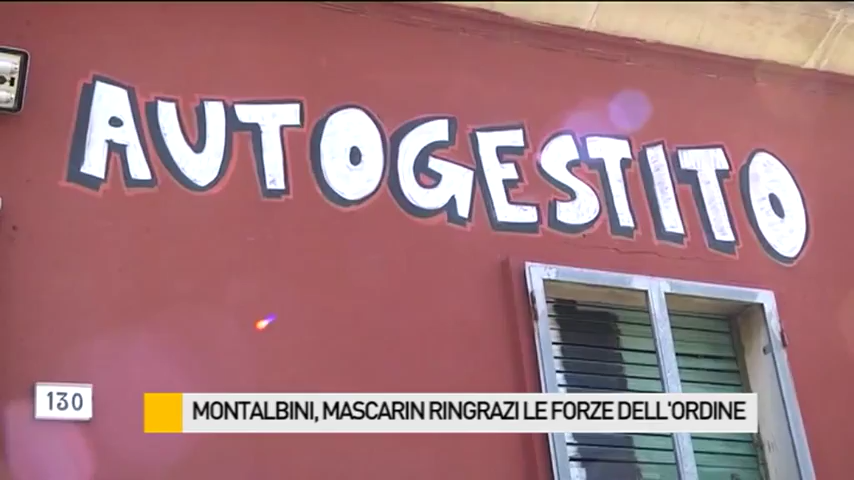 AUTOGESTITO
130
MONTALBINI, MASCARIN RINGRAZI LE FORZE DELL'ORDINE